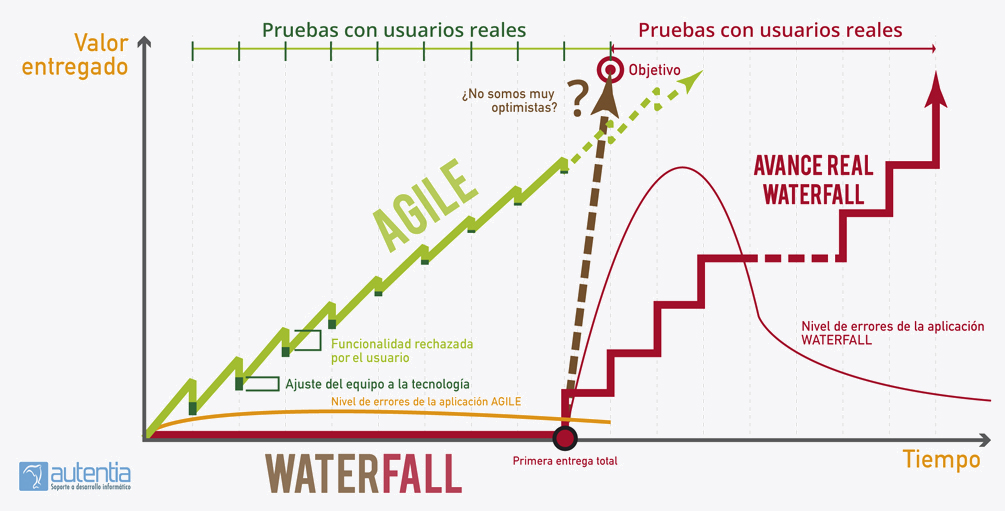 Pruebas con usuarios reales
Pruebas con usuarios reales
Valor
entregado
Objetivo
¿No somos muy
optimistas?
?
AGILE
AVANCE REAL
WATERFALL
Nivel de errores de la aplicación
WATERFALL
Funcionalidad rechazada
por el usuario
Ajuste del equipo a la tecnología
Nivel de errores de la aplicación AGILE
WATERFALL
Primera entrega total
Tiempo
autentia
Soporte a desarrollo informático